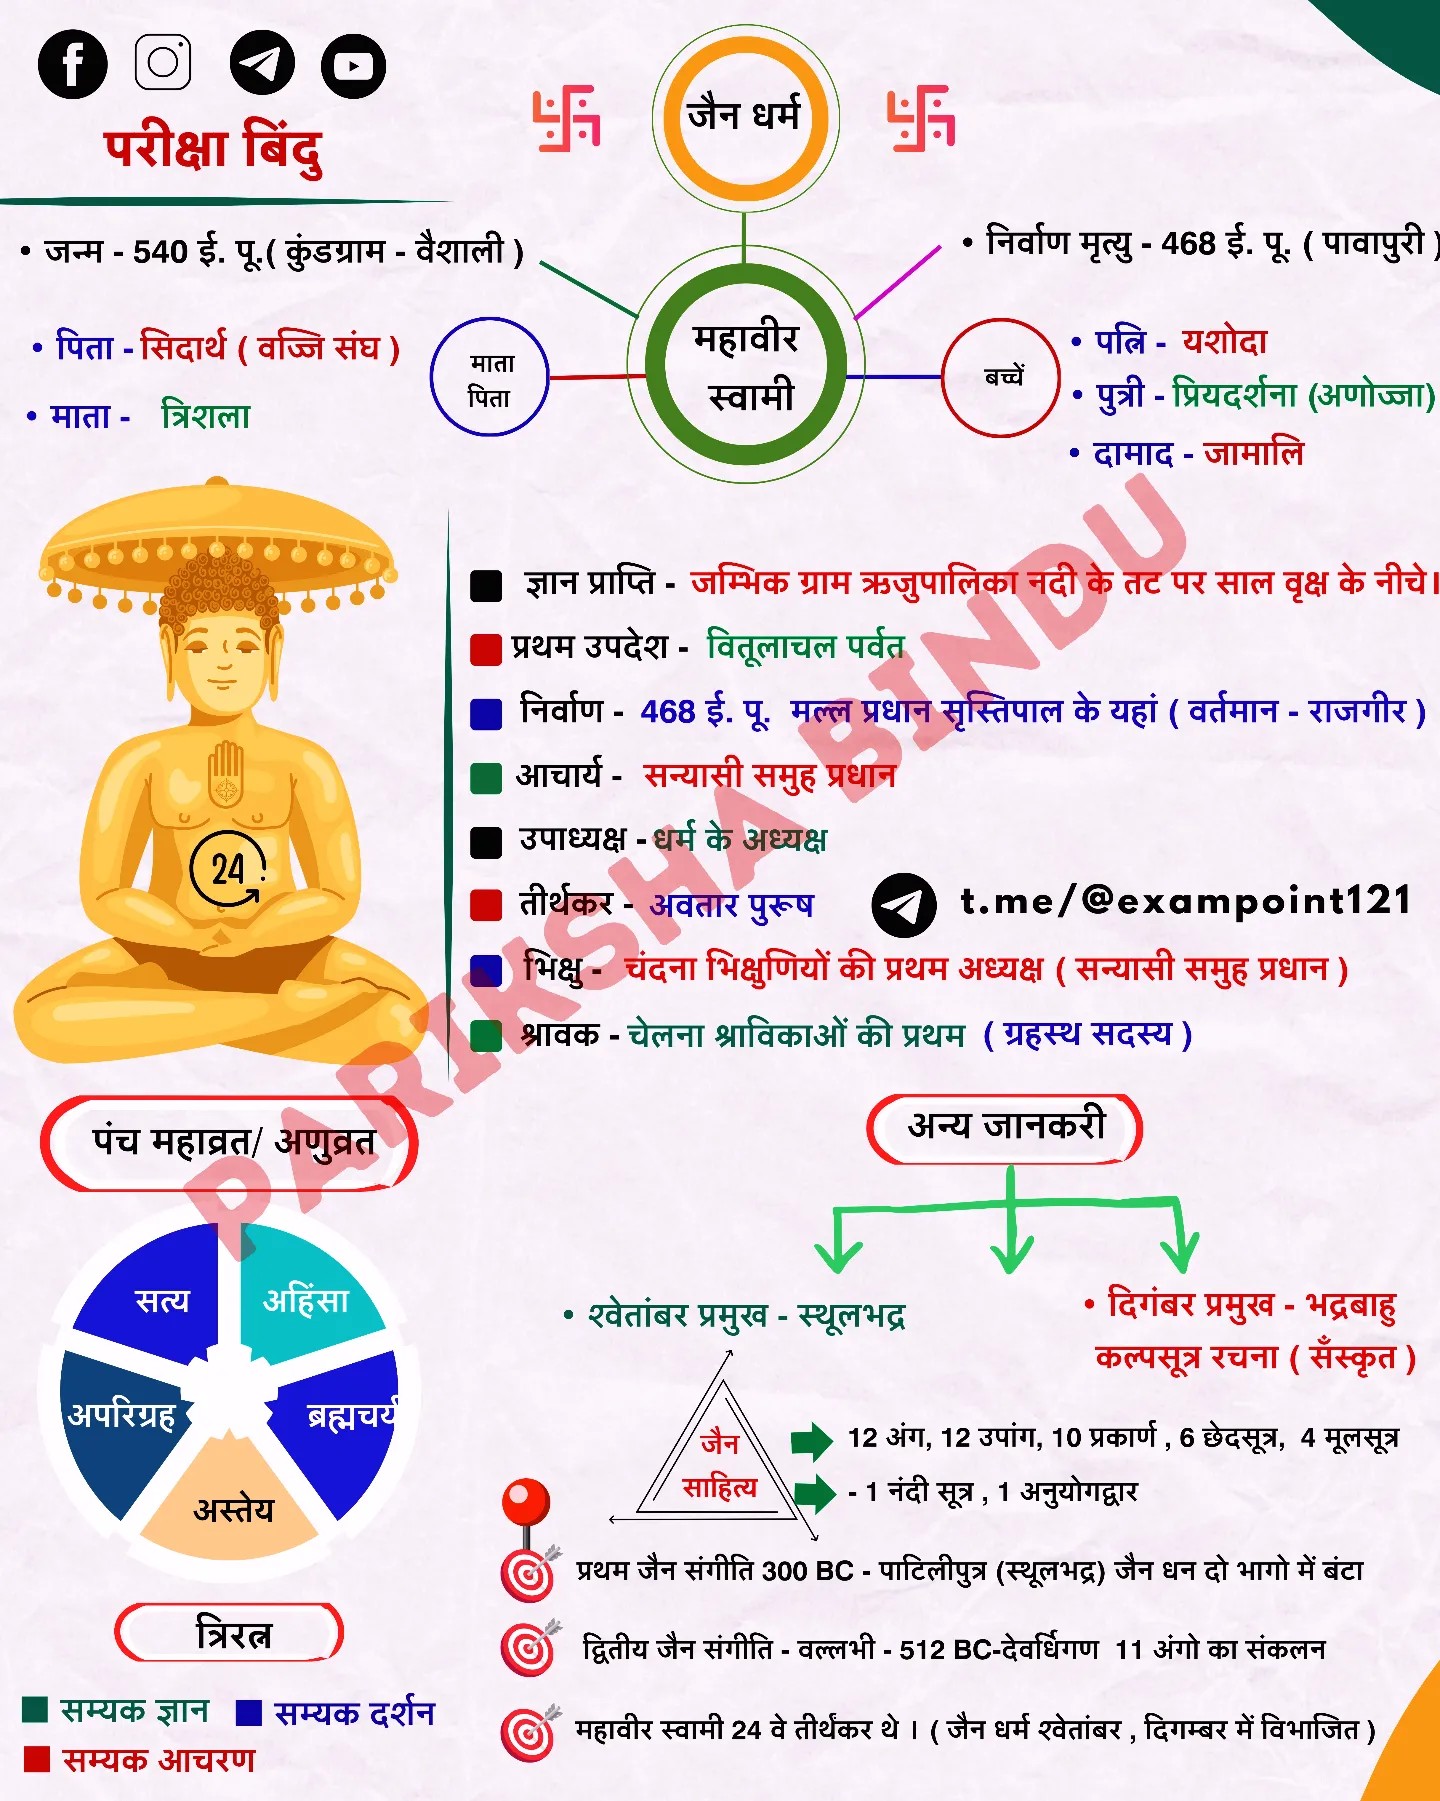 परीक्षा बिंदु
जैन धर्म
• जन्म - 540 ई. पू.( कुंडग्राम - वैशाली )
• निर्वाण मृत्यु - 468 ई. पू. ( पावापुरी )
महावीर
स्वामी
माता
पिता
• पिता - सिदार्थ ( वज्जि संघ )
• माता - त्रिशला
बच्चें
• पत्नि - यशोदा
• पुत्री - प्रियदर्शना (अणोज्जा)
• दामाद - जामालि
24
ज्ञान प्राप्ति - जम्भिक ग्राम ऋजुपालिका नदी के तट पर साल वृक्ष के नीचे।
प्रथम उपदेश - वितूलाचल पर्वत
निर्वाण - 468 ई. पू. मल्ल प्रधान सृस्तिपाल के यहां ( वर्तमान - राजगीर )
आचार्य - सन्यासी समुह प्रधान
उपाध्यक्ष - धर्म के अध्यक्ष
तीर्थकर - अवतार पुरूष
t.me/@exampoint121
भिक्षु - चंदना भिक्षुणियों की प्रथम अध्यक्ष ( सन्यासी समुह प्रधान )
श्रावक - चेलना श्राविकाओं की प्रथम ( ग्रहस्थ सदस्य )
PARIKSHA BINDU
पंच महाव्रत/ अणुव्रत
सत्य
अहिंसा
अपरिग्रह
ब्रह्मचर्य
अस्तेय
त्रिरत्न
सम्यक ज्ञान
सम्यक दर्शन
सम्यक आचरण
अन्य जानकरी
• श्वेतांबर प्रमुख - स्थूलभद्र
• दिगंबर प्रमुख - भद्रबाहु
कल्पसूत्र रचना ( सँस्कृत )
जैन
साहित्य
12 अंग, 12 उपांग, 10 प्रकार्ण , 6 छेदसूत्र, 4 मूलसूत्र
- 1 नंदी सूत्र , 1 अनुयोगद्वार
प्रथम जैन संगीति 300 BC - पाटिलीपुत्र (स्थूलभद्र) जैन धन दो भागो में बंटा
द्वितीय जैन संगीति - वल्लभी - 512 BC-देवर्धिगण 11 अंगो का संकलन
महावीर स्वामी 24 वे तीर्थंकर थे । ( जैन धर्म श्वेतांबर , दिगम्बर में विभाजित )